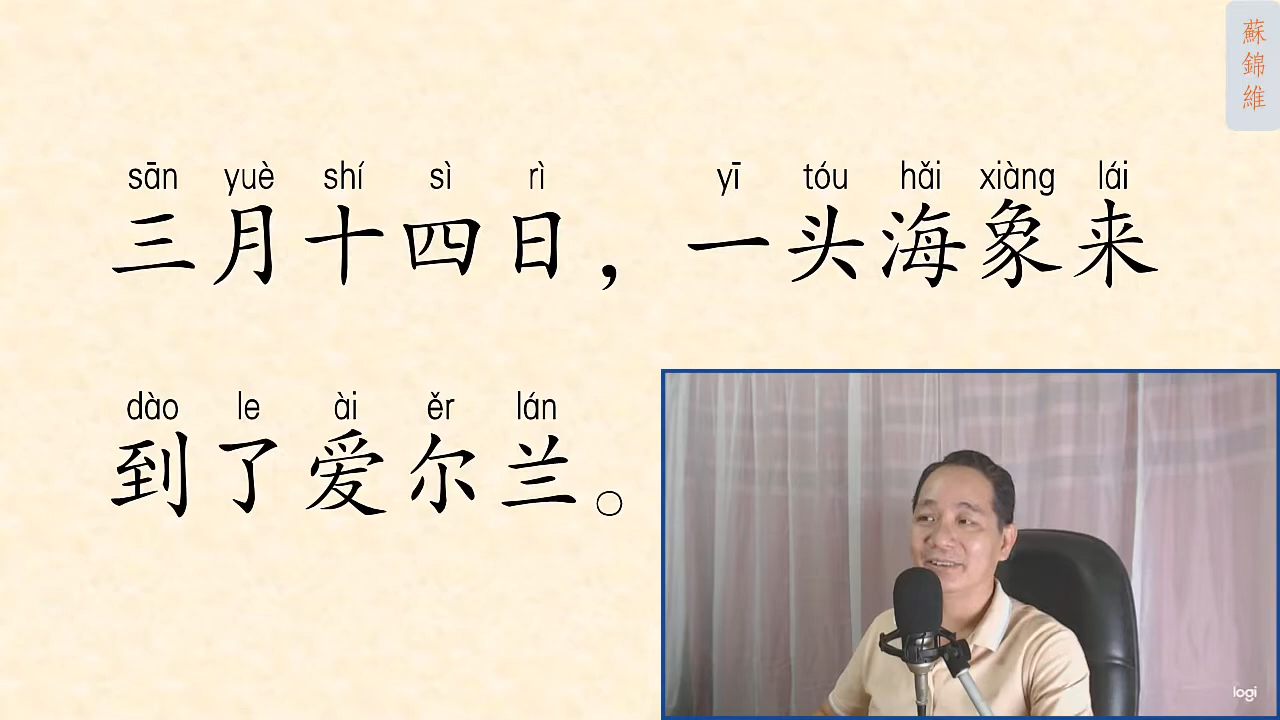 蘇錦維
sān yuè shí sì rì yī tóu hǎi xiàng lái
三月十四日，一头海象来
dào le ài ěr lán
到了爱尔兰。
logi